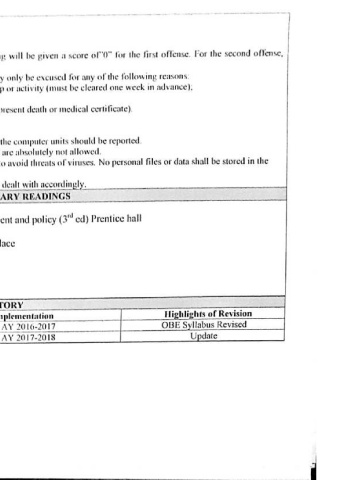 will be given a score of "0" for the first offense. For the second offense,
y only be excused for any of the following reasons
p or activity (must be cleared one week in advance);
present death or medical certificate).
the computer units should be reported.
are absolutely not allowed.
o avoid threats of viruses. No personal files or data shall be stored in the
dealt with accordingly.
ARY READINGS
ent and policy (3rd ed) Prentice hall
lace
TORY
mplementation Highlights of Revision
AY 2016-2017 OBE Syllabus Revised
AY 2017-2018 Update